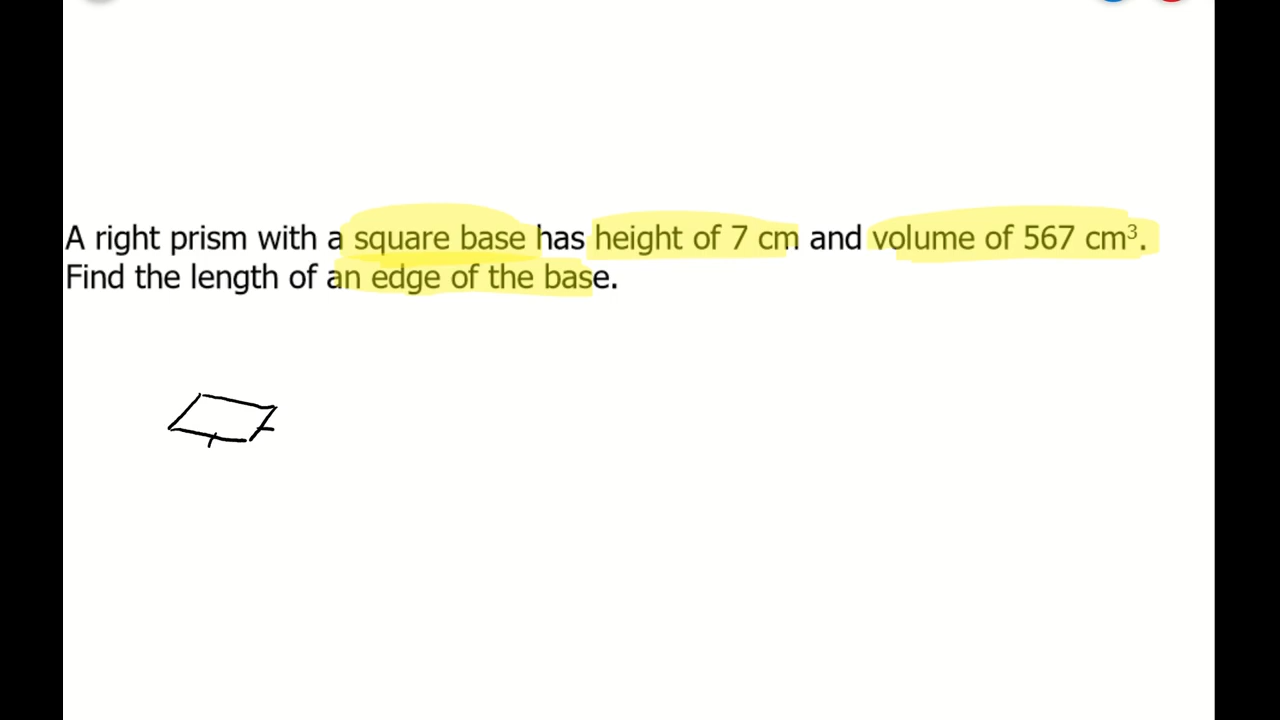 A right prism with a square base has height of 7 cm and volume of 567 cm³.
Find the length of an edge of the base.